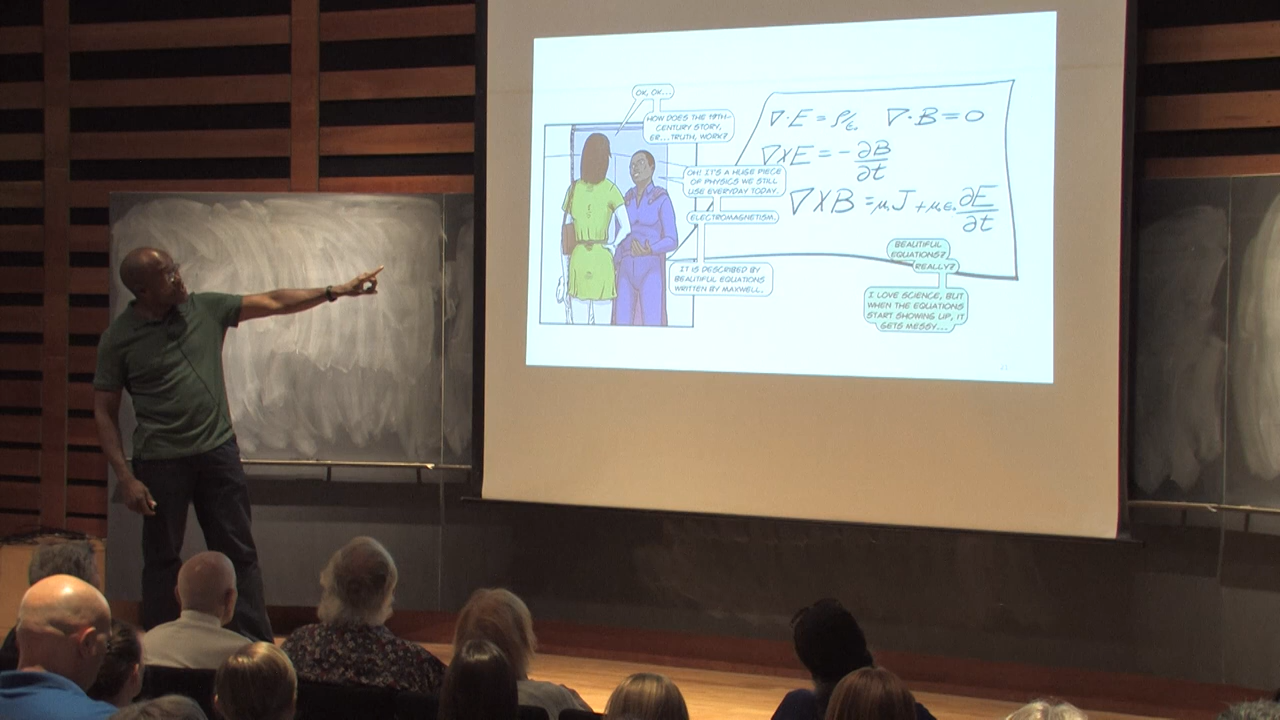 OK, OK...
HOW DOES THE 19TH-
CENTURY STORY,
ER... TRUTH, WORK?
OH! IT'S A HUGE PIECE
OF PHYSICS WE STILL
USE EVERYDAY TODAY.
ELECTROMAGNETISM.
IT IS DESCRIBED BY
BEAUTIFUL EQUATIONS
WRITTEN BY MAXWELL.
∇·E = ρ/ε₀ ∇·B = 0
∇×E = -∂B/∂t
∇×B = μ₀J + μ₀ε₀ ∂E/∂t
BEAUTIFUL
EQUATIONS?
REALLY?
I LOVE SCIENCE, BUT
WHEN THE EQUATIONS
START SHOWING UP, IT
GETS MESSY...